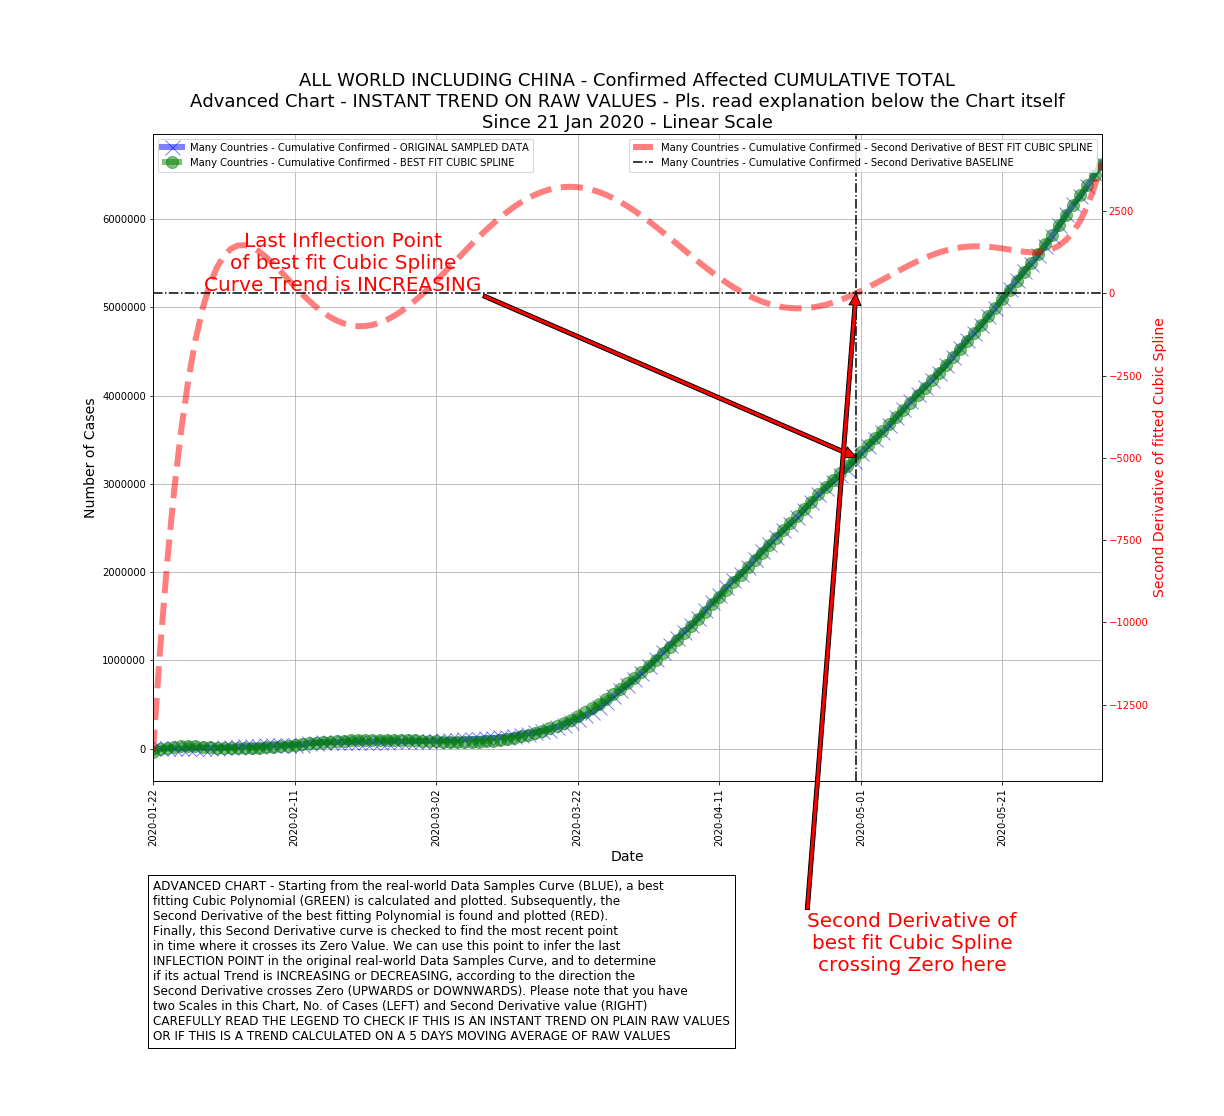 ALL WORLD INCLUDING CHINA - Confirmed Affected CUMULATIVE TOTAL
Advanced Chart - INSTANT TREND ON RAW VALUES - Pls. read explanation below the Chart itself
Since 21 Jan 2020 - Linear Scale
Many Countries - Cumulative Confirmed - ORIGINAL SAMPLED DATA
Many Countries - Cumulative Confirmed - BEST FIT CUBIC SPLINE
Many Countries - Cumulative Confirmed - Second Derivative of BEST FIT CUBIC SPLINE
Many Countries - Cumulative Confirmed - Second Derivative BASELINE
Last Inflection Point
of best fit Cubic Spline
Curve Trend is INCREASING
Number of Cases
6000000
5000000
4000000
3000000
2000000
1000000
0
2500
0
−2500
−5000
−7500
−10000
−12500
Second Derivative of fitted Cubic Spline
2020-01-22
2020-02-11
2020-03-02
2020-03-22
2020-04-11
2020-05-01
2020-05-21
Date
Second Derivative of
best fit Cubic Spline
crossing Zero here
ADVANCED CHART - Starting from the real-world Data Samples Curve (BLUE), a best
fitting Cubic Polynomial (GREEN) is calculated and plotted. Subsequently, the
Second Derivative of the best fitting Polynomial is found and plotted (RED).
Finally, this Second Derivative curve is checked to find the most recent point
in time where it crosses its Zero Value. We can use this point to infer the last
INFLECTION POINT in the original real-world Data Samples Curve, and to determine
if its actual Trend is INCREASING or DECREASING, according to the direction the
Second Derivative crosses Zero (UPWARDS or DOWNWARDS). Please note that you have
two Scales in this Chart, No. of Cases (LEFT) and Second Derivative value (RIGHT)
CAREFULLY READ THE LEGEND TO CHECK IF THIS IS AN INSTANT TREND ON PLAIN RAW VALUES
OR IF THIS IS A TREND CALCULATED ON A 5 DAYS MOVING AVERAGE OF RAW VALUES